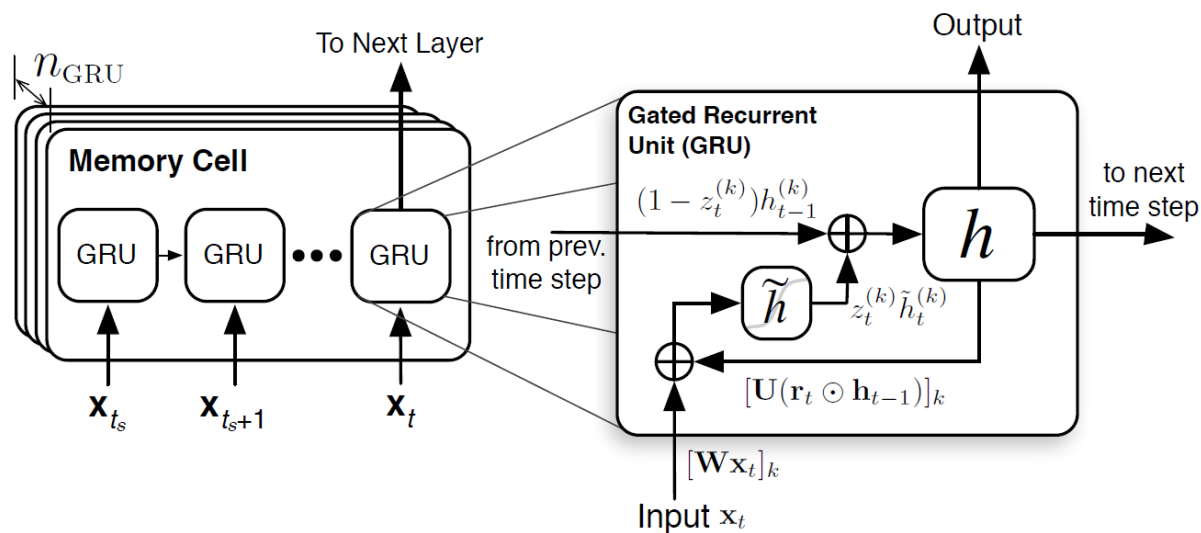 n_{GRU}
To Next Layer
Memory Cell
GRU
GRU
GRU
x_{t_s}
x_{t_s+1}
x_t
Output
Gated Recurrent
Unit (GRU)
(1 − z_t^{(k)})h_{t−1}^{(k)}
from prev.
time step
h
to next
time step
h̃
z_t^{(k)} h̃_t^{(k)}
[U(r_t ⊙ h_{t−1})]_k
[Wx_t]_k
Input x_t